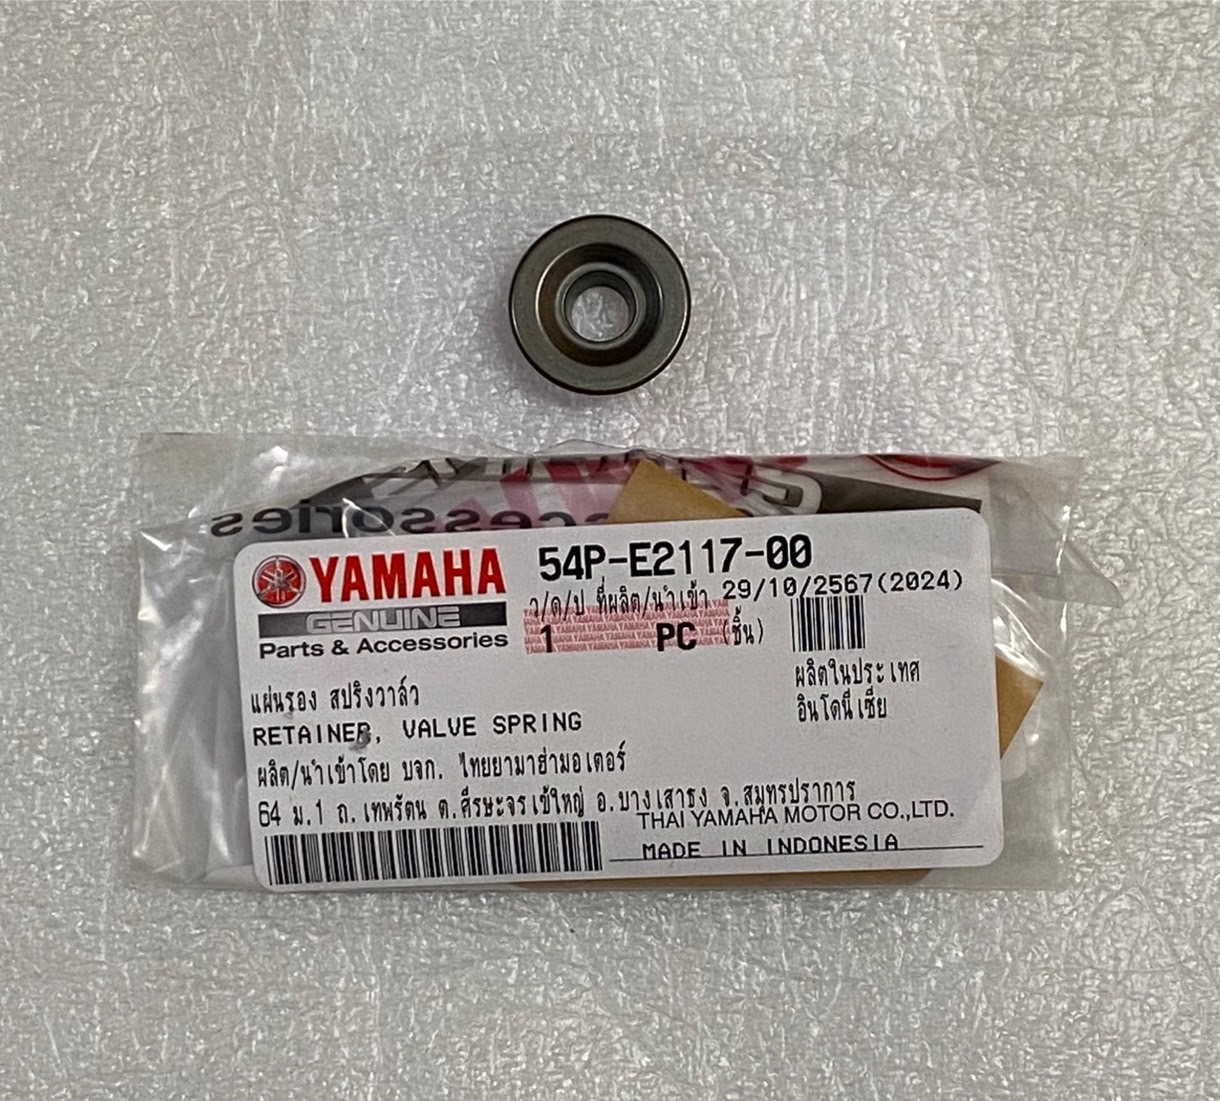 ccessories
YAMAHA
GENUINE
Parts & Accessories
54P-E2117-00
ว/ด/ป ที่ผลิต/นำเข้า 29/10/2567(2024)
1 PC (ชิ้น)
ผลิตในประเทศ
อินโดนีเซีย
แผ่นรอง สปริงวาล์ว
RETAINER, VALVE SPRING
ผลิต/นำเข้าโดย บจก. ไทยยามาฮ่ามอเตอร์
64 ม.1 ถ.เทพรัตน ต.ศีรษะจรเข้ใหญ่ อ.บางเสาธง จ.สมุทรปราการ
THAI YAMAHA MOTOR CO.,LTD.
MADE IN INDONESIA